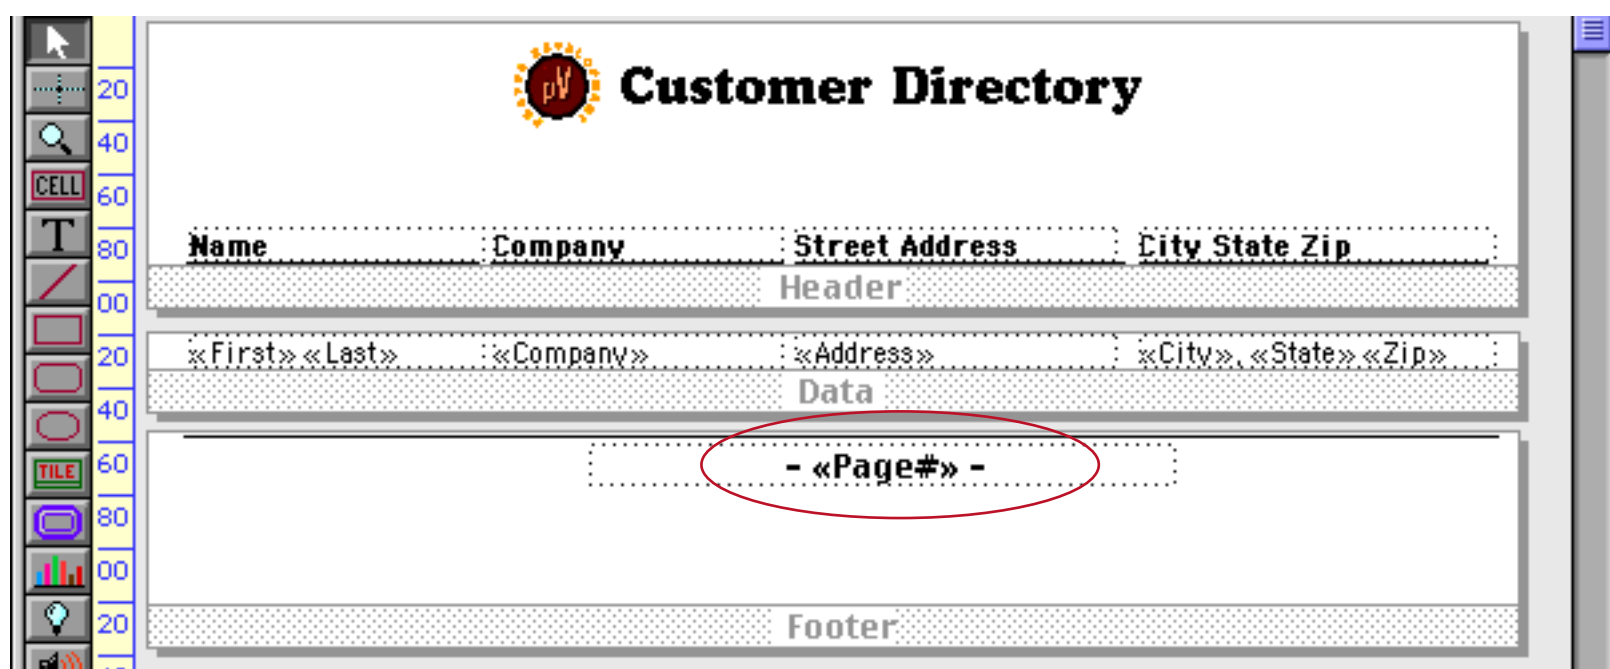 pV Customer Directory
20
40
CELL
60
T
80
Name Company Street Address City State Zip
00
Header
20
«First» «Last» «Company» «Address» «City», «State» «Zip»
Data
40
TILE
60
- «Page#» -
80
00
20
Footer